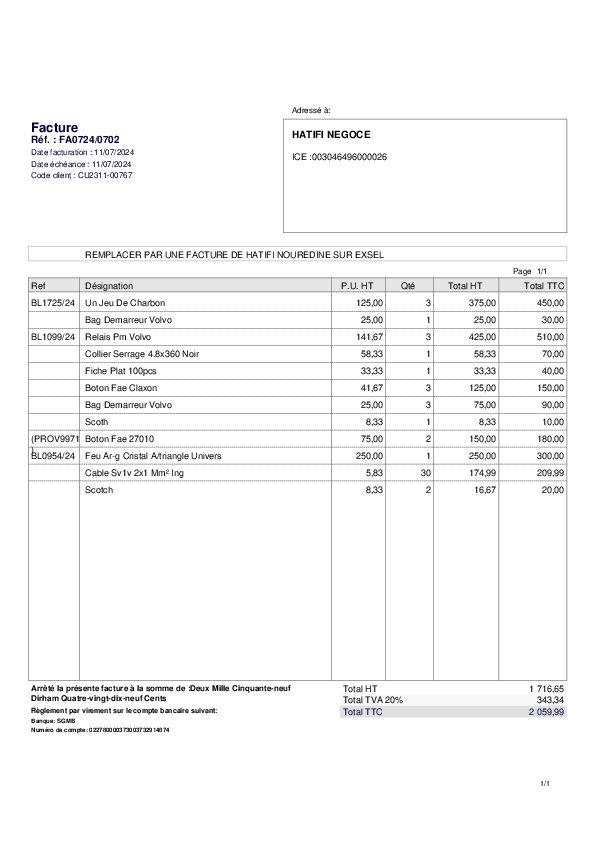 Adressé à:
Facture
Réf. : FA0724/0702
Date facturation : 11/07/2024
Date échéance : 11/07/2024
Code client : CU2311-00767
HATIFI NEGOCE
ICE :003046496000026
REMPLACER PAR UNE FACTURE DE HATIFI NOUREDINE SUR EXSEL
Page 1/1
Ref Désignation P.U. HT Qté Total HT Total TTC
BL1725/24 Un Jeu De Charbon 125,00 3 375,00 450,00
Bag Demarreur Volvo 25,00 1 25,00 30,00
BL1099/24 Relais Pm Volvo 141,67 3 425,00 510,00
Collier Serrage 4.8x360 Noir 58,33 1 58,33 70,00
Fiche Plat 100pcs 33,33 1 33,33 40,00
Boton Fae Claxon 41,67 3 125,00 150,00
Bag Demarreur Volvo 25,00 3 75,00 90,00
Scoth 8,33 1 8,33 10,00
(PROV9971 Boton Fae 27010 75,00 2 150,00 180,00
)
BL0954/24 Feu Ar-g Cristal A/triangle Univers 250,00 1 250,00 300,00
Cable Sv1v 2x1 Mm² Ing 5,83 30 174,99 209,99
Scotch 8,33 2 16,67 20,00
Arrêté la présente facture à la somme de :Deux Mille Cinquante-neuf
Dirham Quatre-vingt-dix-neuf Cents
Règlement par virement sur le compte bancaire suivant:
Banque: SGMB
Numéro de compte: 022780000373003732914874
Total HT 1 716,65
Total TVA 20% 343,34
Total TTC 2 059,99
1/1